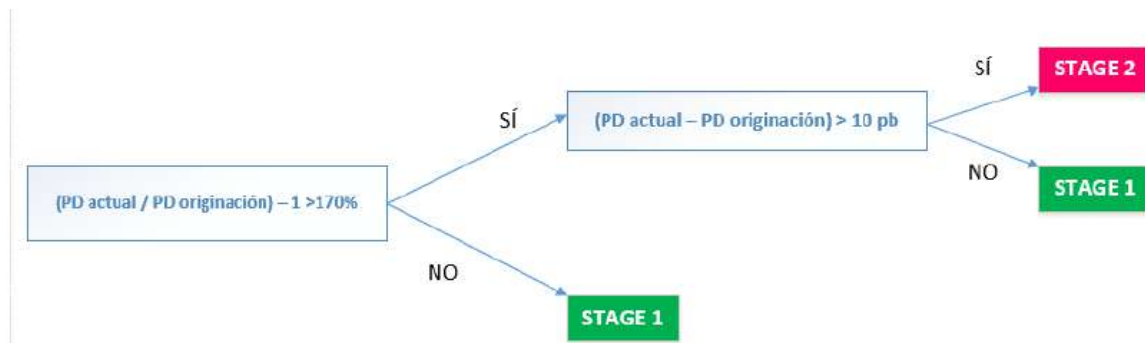 SÍ
STAGE 2
SÍ
(PD actual – PD originación) > 10 pb
NO
STAGE 1
(PD actual / PD originación) – 1 >170%
NO
STAGE 1